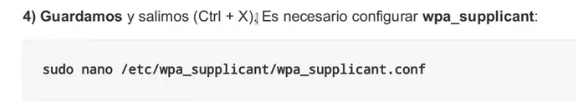 4) Guardamos y salimos (Ctrl + X). Es necesario configurar wpa_supplicant:
sudo nano /etc/wpa_supplicant/wpa_supplicant.conf